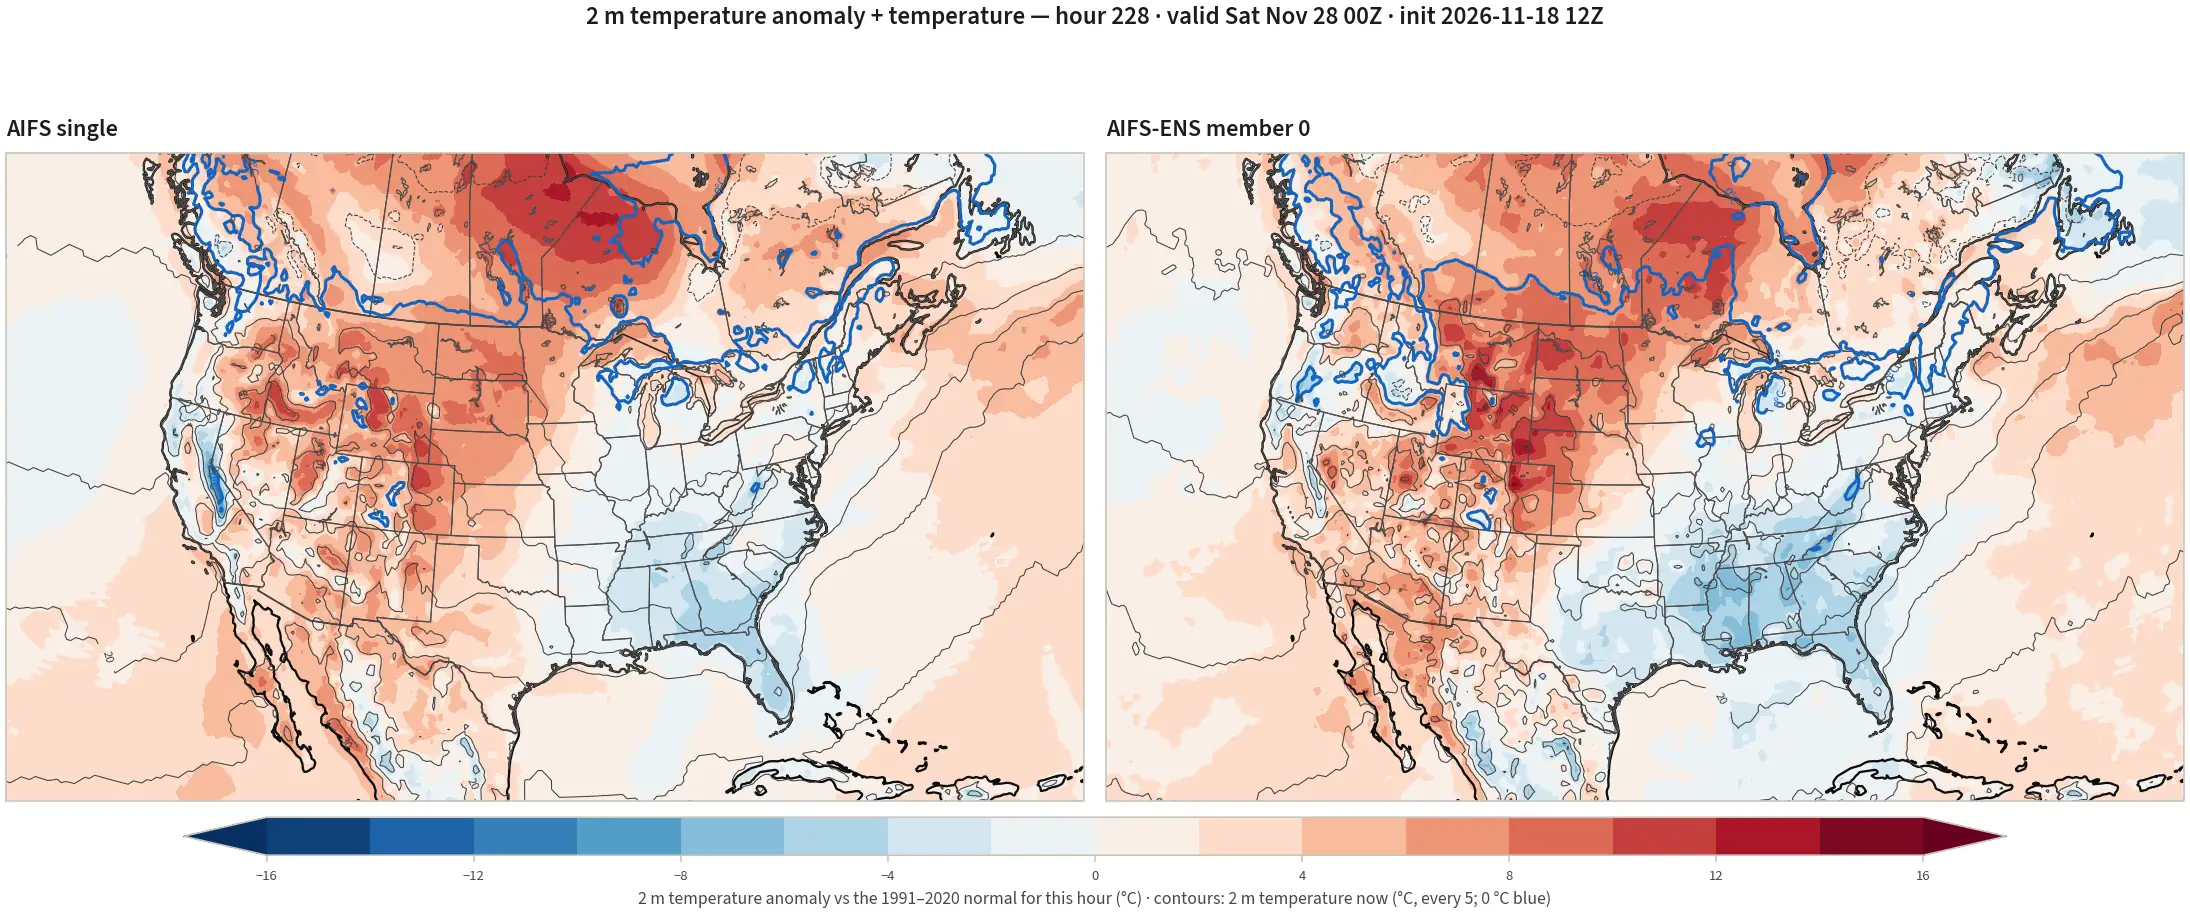 2 m temperature anomaly + temperature — hour 228 · valid Sat Nov 28 00Z · init 2026-11-18 12Z
AIFS single
AIFS-ENS member 0
20
20
−16 −12 −8 −4 0 4 8 12 16
2 m temperature anomaly vs the 1991–2020 normal for this hour (°C) · contours: 2 m temperature now (°C, every 5; 0 °C blue)